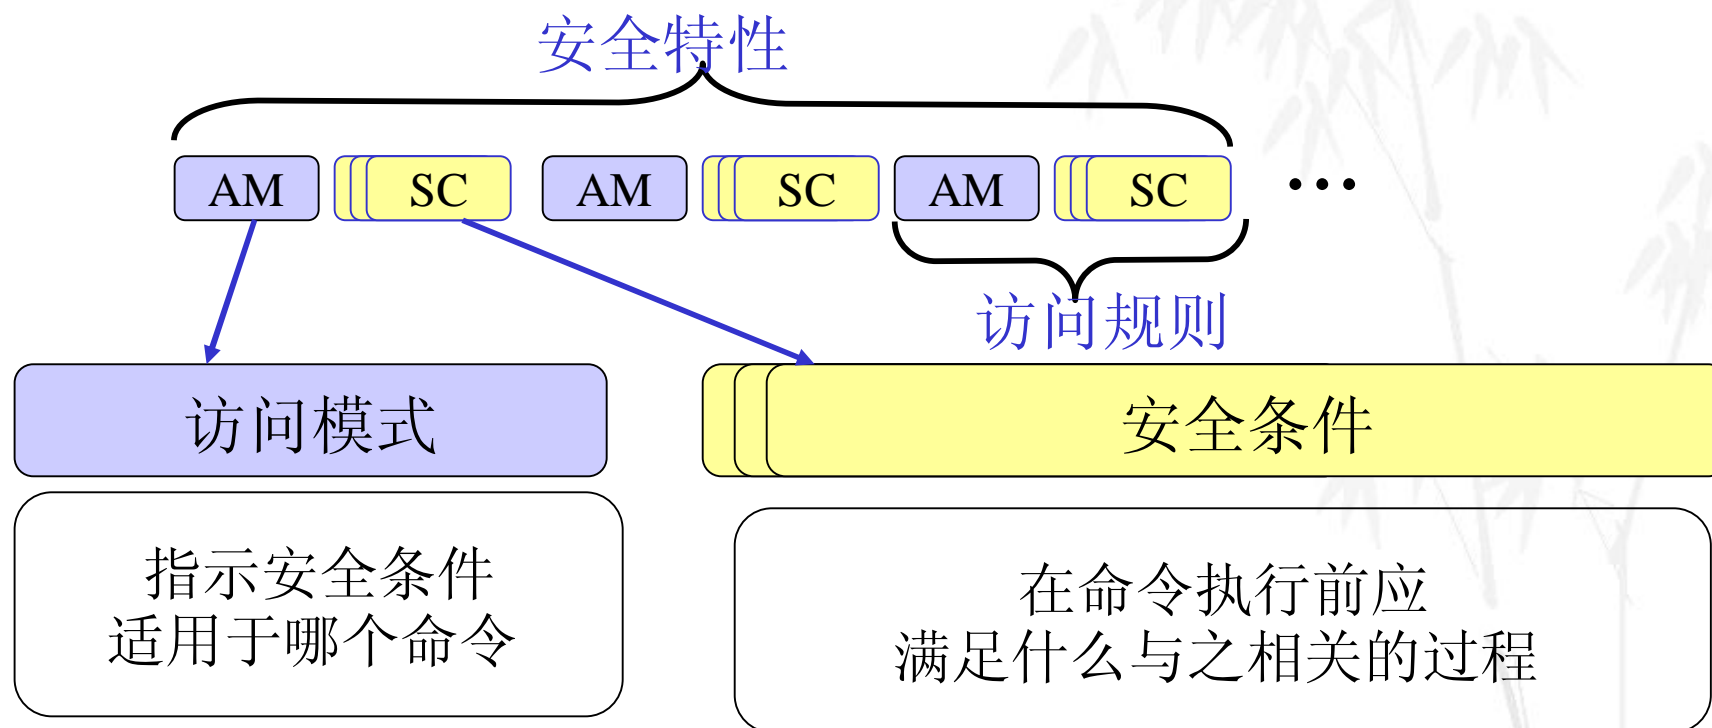 安全特性
AM SC AM SC AM SC …
访问规则
访问模式
安全条件
指示安全条件
适用于哪个命令
在命令执行前应
满足什么与之相关的过程